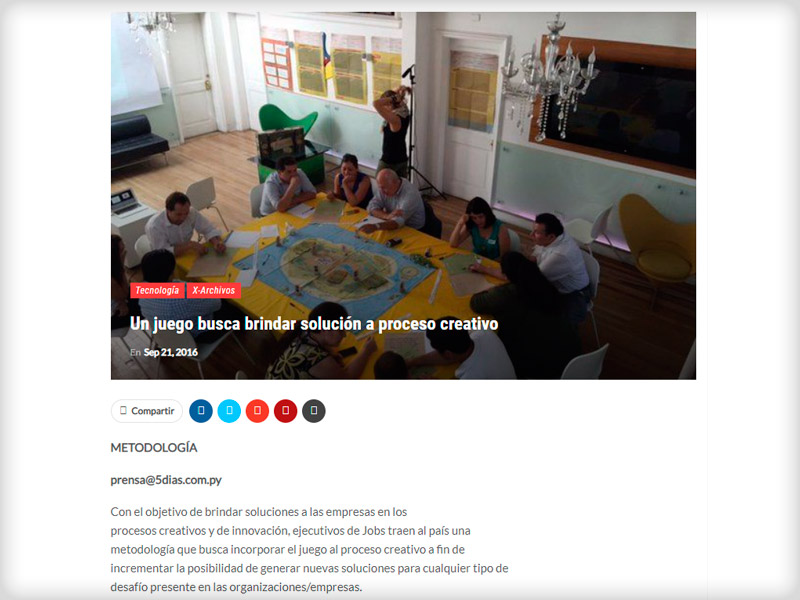 Tecnología X-Archivos
Un juego busca brindar solución a proceso creativo
En Sep 21, 2016
Compartir
METODOLOGÍA
prensa@5dias.com.py
Con el objetivo de brindar soluciones a las empresas en los
procesos creativos y de innovación, ejecutivos de Jobs traen al país una
metodología que busca incorporar el juego al proceso creativo a fin de
incrementar la posibilidad de generar nuevas soluciones para cualquier tipo de
desafío presente en las organizaciones/empresas.